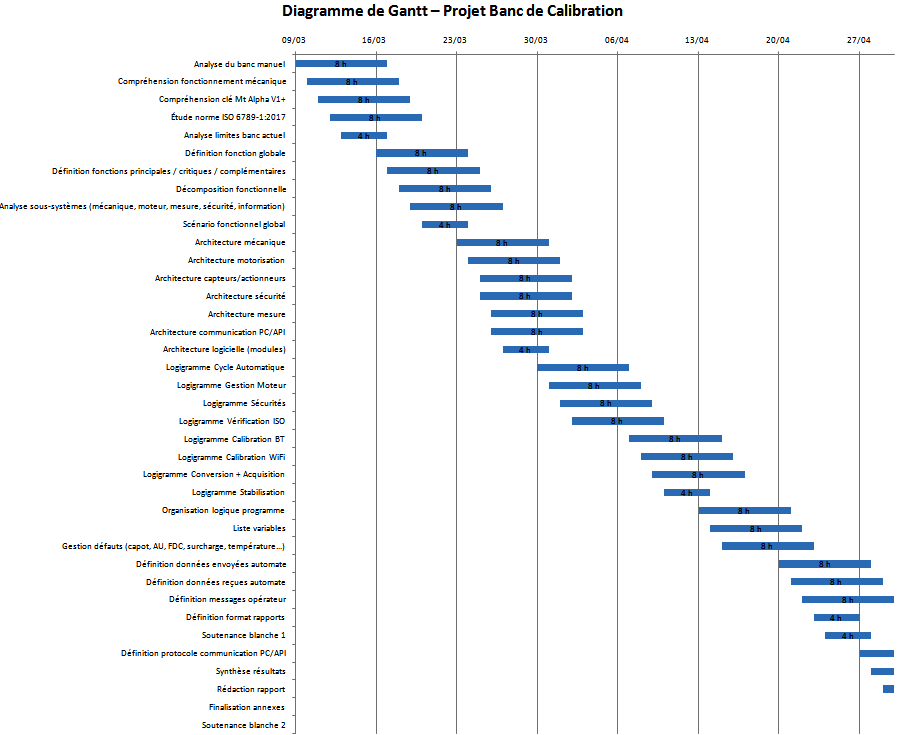 Diagramme de Gantt – Projet Banc de Calibration
09/03 16/03 23/03 30/03 06/04 13/04 20/04 27/04
Analyse du banc manuel 8 h
Compréhension fonctionnement mécanique 8 h
Compréhension clé Mt Alpha V1+ 8 h
Étude norme ISO 6789-1:2017 8 h
Analyse limites banc actuel 4 h
Définition fonction globale 8 h
Définition fonctions principales / critiques / complémentaires 8 h
Décomposition fonctionnelle 8 h
Analyse sous-systèmes (mécanique, moteur, mesure, sécurité, information) 8 h
Scénario fonctionnel global 4 h
Architecture mécanique 8 h
Architecture motorisation 8 h
Architecture capteurs/actionneurs 8 h
Architecture sécurité 8 h
Architecture mesure 8 h
Architecture communication PC/API 8 h
Architecture logicielle (modules) 4 h
Logigramme Cycle Automatique 8 h
Logigramme Gestion Moteur 8 h
Logigramme Sécurités 8 h
Logigramme Vérification ISO 8 h
Logigramme Calibration BT 8 h
Logigramme Calibration WiFi 8 h
Logigramme Conversion + Acquisition 8 h
Logigramme Stabilisation 4 h
Organisation logique programme 8 h
Liste variables 8 h
Gestion défauts (capot, AU, FDC, surcharge, température...) 8 h
Définition données envoyées automate 8 h
Définition données reçues automate 8 h
Définition messages opérateur 8 h
Définition format rapports 4 h
Soutenance blanche 1 4 h
Définition protocole communication PC/API
Synthèse résultats
Rédaction rapport
Finalisation annexes
Soutenance blanche 2